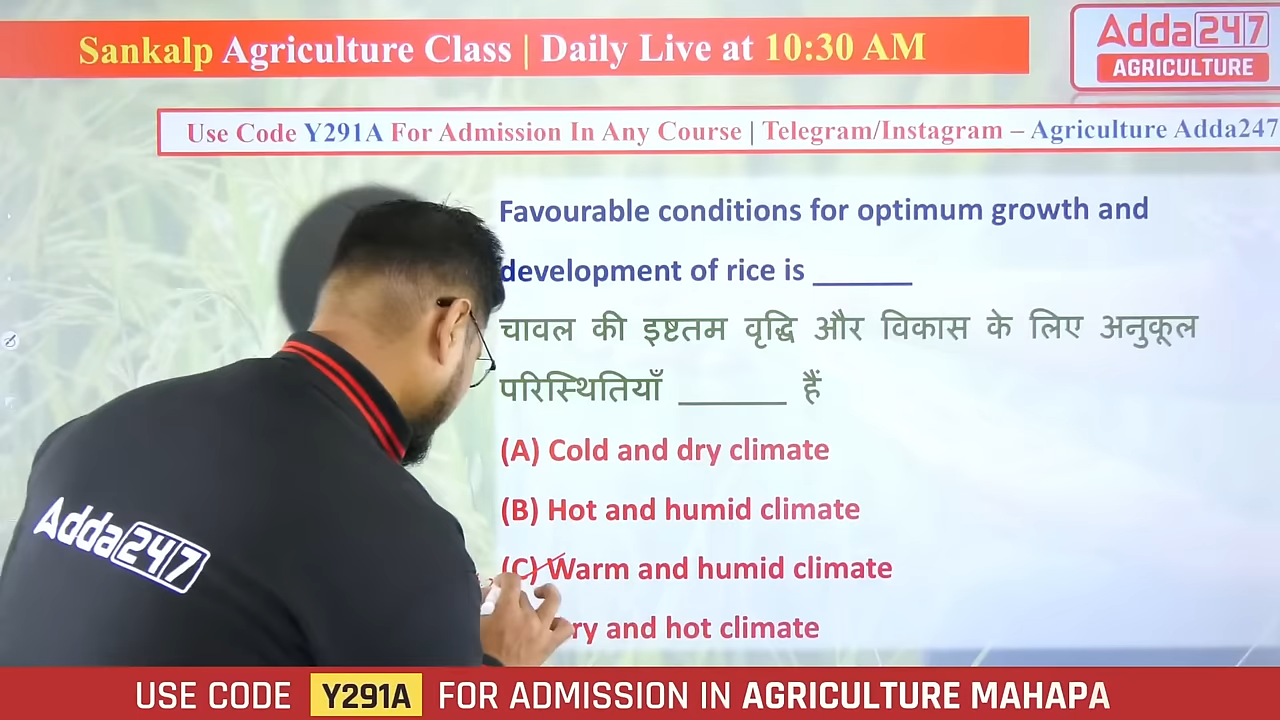 Sankalp Agriculture Class | Daily Live at 10:30 AM
Adda247
AGRICULTURE
Use Code Y291A For Admission In Any Course | Telegram/Instagram – Agriculture Adda247
Favourable conditions for optimum growth and
development of rice is ______
चावल की इष्टतम वृद्धि और विकास के लिए अनुकूल
परिस्थितियाँ ______ हैं
(A) Cold and dry climate
(B) Hot and humid climate
(C) Warm and humid climate
and hot climate
Adda247
USE CODE Y291A FOR ADMISSION IN AGRICULTURE MAHAPA